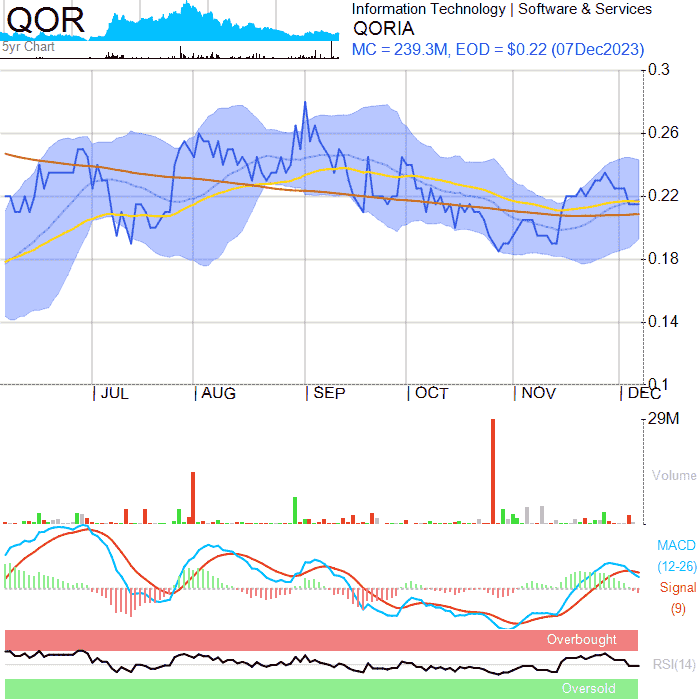 QOR
5yr Chart
Information Technology | Software & Services
QORIA
MC = 239.3M, EOD = $0.22 (07Dec2023)
0.3
0.26
0.22
0.18
0.14
0.1
JUL AUG SEP OCT NOV DEC
29M
Volume
MACD
(12-26)
Signal
(9)
Overbought
RSI(14)
Oversold